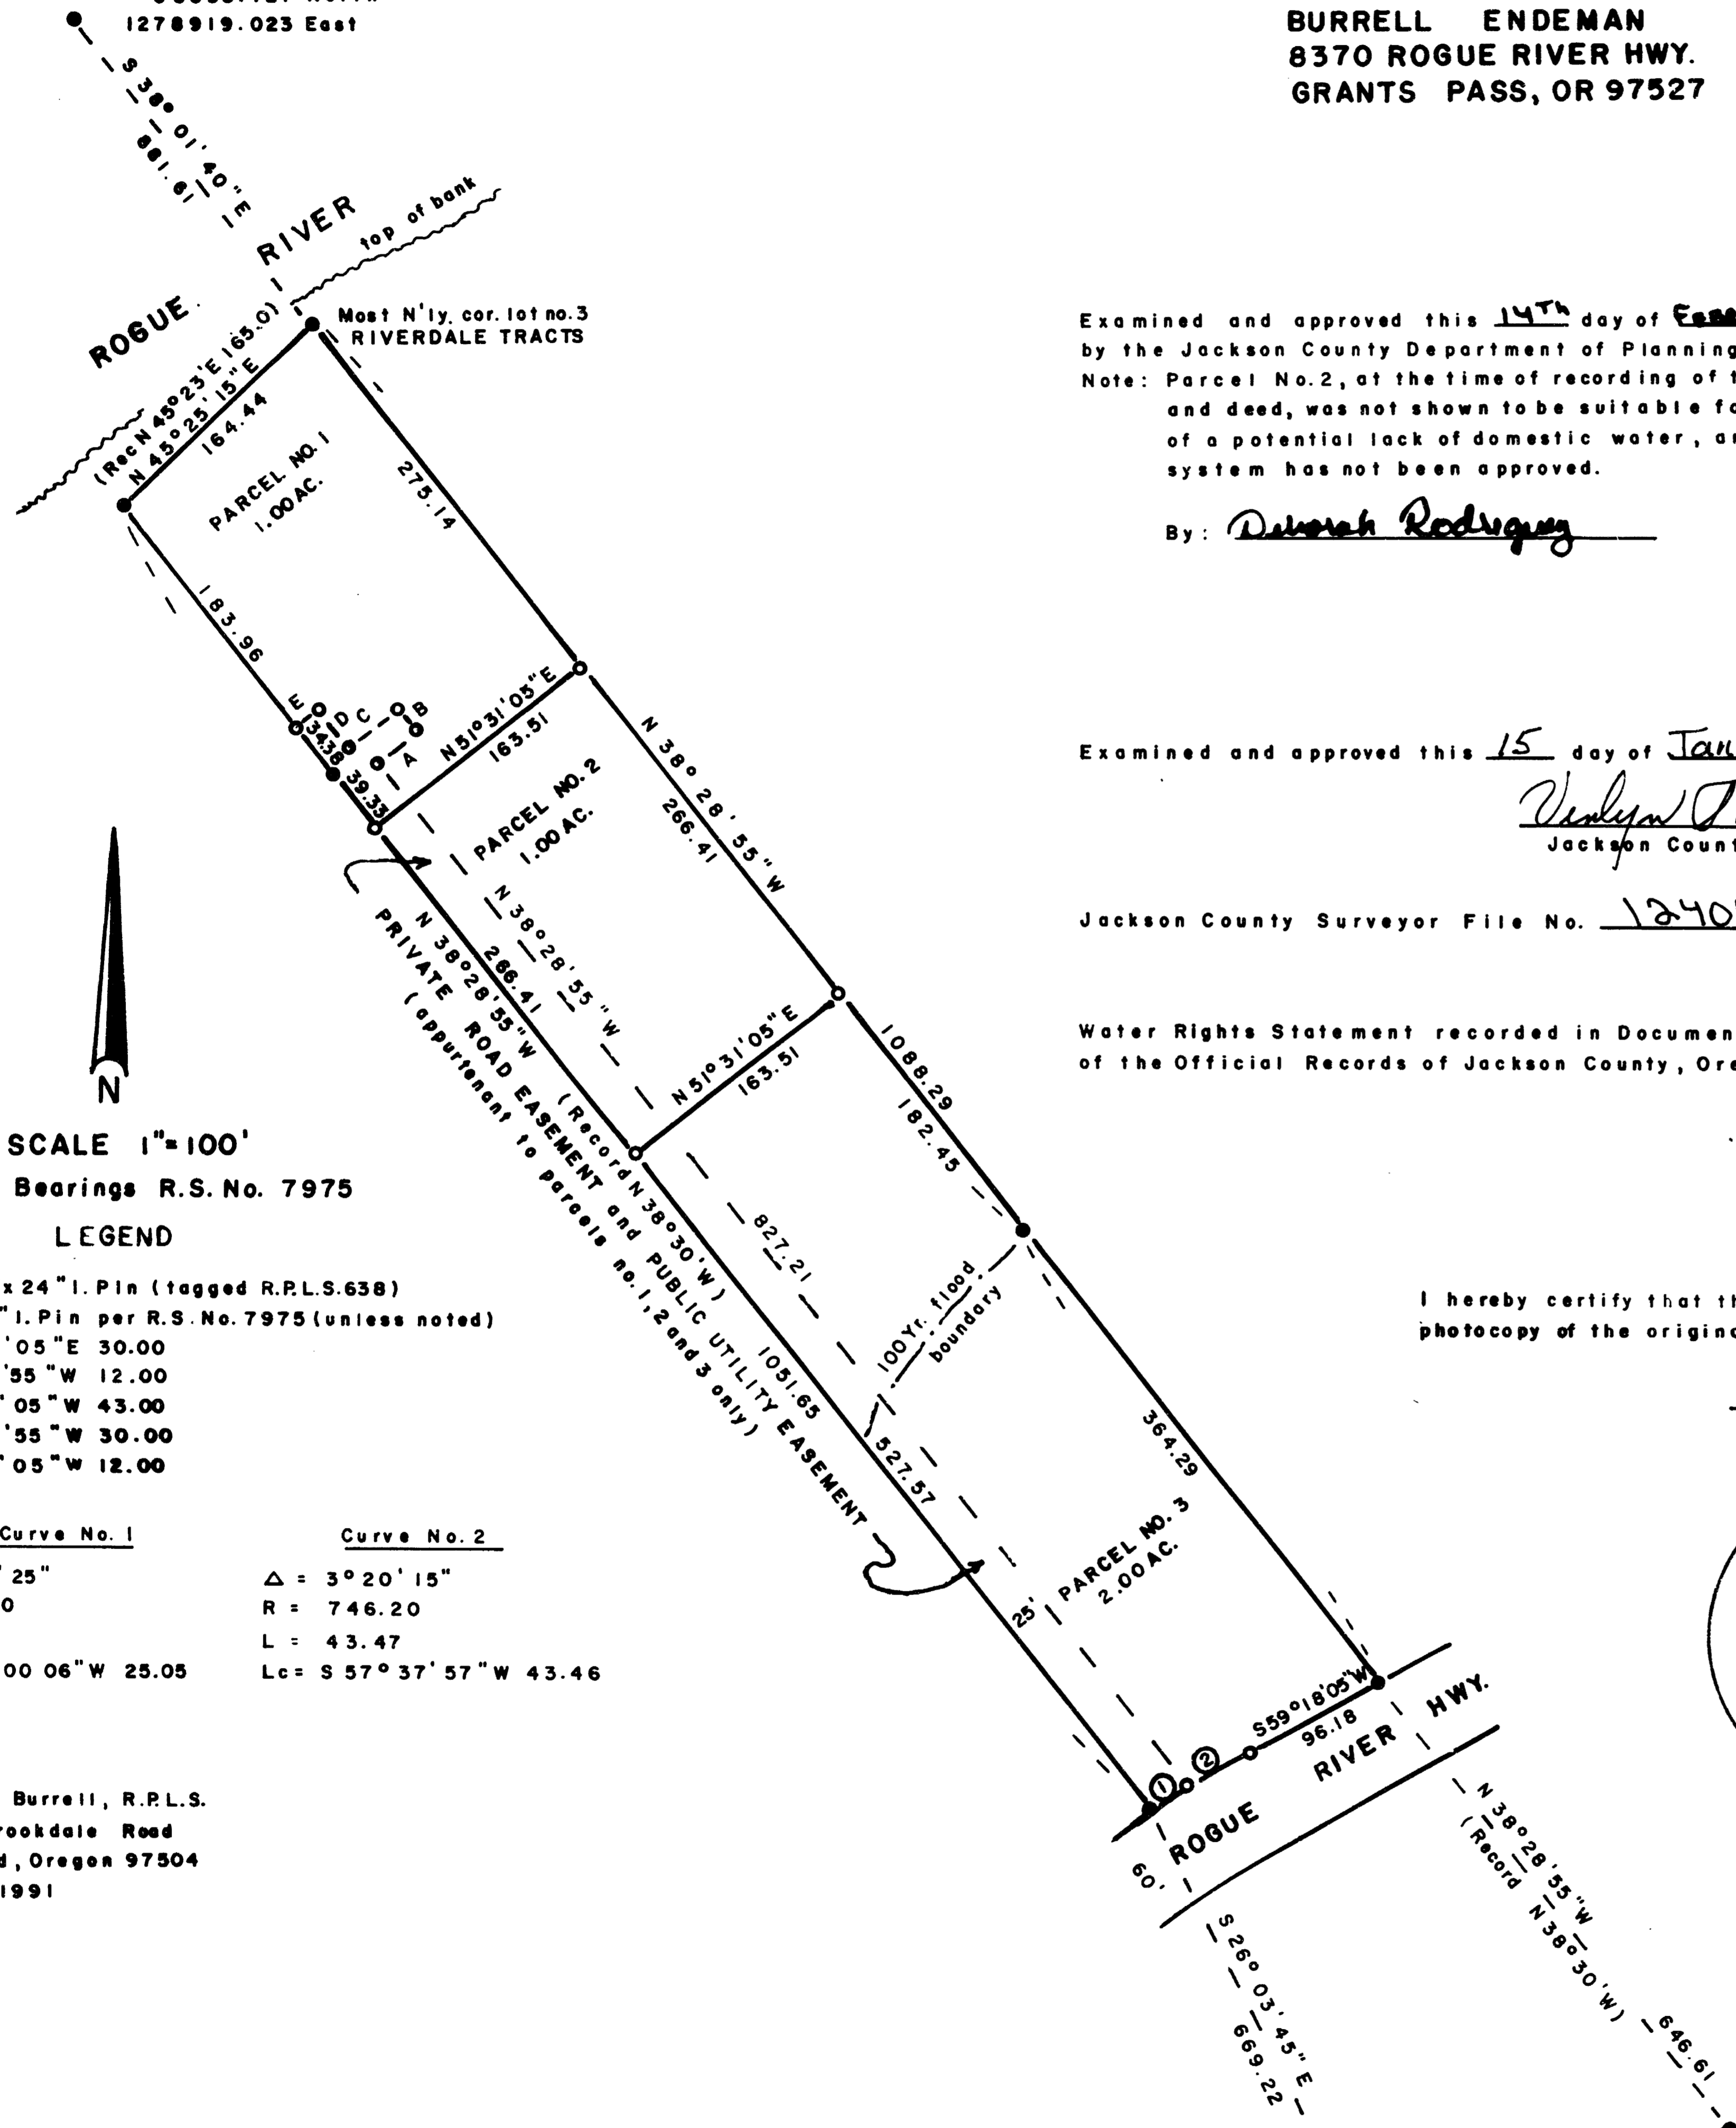 1278919.023 East
BURRELL ENDEMAN
8370 ROGUE RIVER HWY.
GRANTS PASS, OR 97527
S 38° 01' 40" E
881.61
ROGUE RIVER
top of bank
Most N'ly. cor. lot no. 3
RIVERDALE TRACTS
(Rec N 45°23'E 165.0)
N 45°25'15"E
164.44
PARCEL NO. 1
1.00 AC.
275.14
183.96
E
D
C
B
A
34.38
39.33
N 51°31'05"E
163.51
PARCEL NO. 2
1.00 AC.
N 38° 28' 55" W
266.41
N 38°28'55"W
N 38°28'55"W
266.41
PRIVATE ROAD EASEMENT and PUBLIC UTILITY EASEMENT
(appurtenant to parcels no. 1, 2 and 3 only)
(Record N 38°30'W)
N 51°31'05"E
163.51
1088.29
182.45
827.21
100 Yr. flood
boundary
1051.65
527.57
364.29
PARCEL NO. 3
2.00 AC.
25'
S59°18'05"W
96.18
1
2
ROGUE RIVER HWY.
60'
S 26° 03' 45" E
669.22
N 38°28'55"W
(Record N 38°30'W)
646.61
Examined and approved this 14Th day of
by the Jackson County Department of Planning
Note: Parcel No. 2, at the time of recording of
and deed, was not shown to be suitable
of a potential lack of domestic water,
system has not been approved.
By: Deborah Rodriguez
Examined and approved this 15 day of Jan
Jackson
Jackson County Surveyor File No. 1240
Water Rights Statement recorded in
of the Official Records of Jackson County,
I hereby certify that
photocopy of the
N
SCALE 1"=100'
Bearings R.S. No. 7975
LEGEND
x 24" I. Pin (tagged R.P.L.S. 638)
" I. Pin per R.S. No. 7975 (unless noted)
'05"E 30.00
'55"W 12.00
'05"W 43.00
'55"W 30.00
'05"W 12.00
Curve No. 1
' 25"
0
00 06"W 25.05
Curve No. 2
Δ = 3° 20' 15"
R = 746.20
L = 43.47
Lc = S 57° 37' 57" W 43.46
Burrell, R.P.L.S.
Road
, Oregon 97504
1991